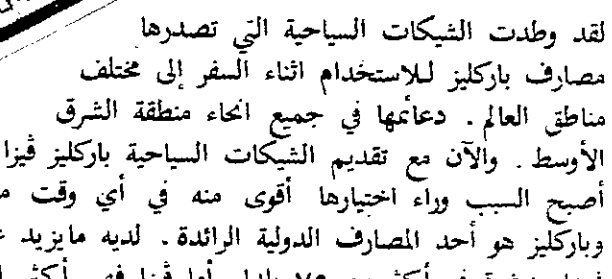 لقد وطدت الشيكات السياحية التي تصدرها
مصارف باركليز للاستخدام اثناء السفر إلى مختلف
مناطق العالم. دعائمها في جميع انحاء منطقة الشرق
الأوسط. والآن مع تقديم الشيكات السياحية باركليز ڤيزا
أصبح السبب وراء اختيارها أقوى منه في أي وقت
وباركليز هو أحد المصارف الدولية الرائدة. لديه مايزيد